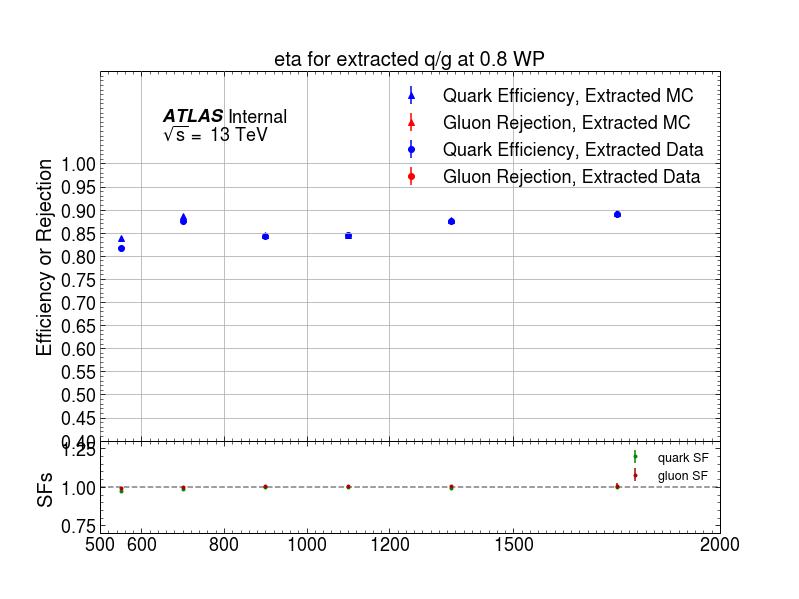 eta for extracted q/g at 0.8 WP
ATLAS Internal
√s = 13 TeV
Quark Efficiency, Extracted MC
Gluon Rejection, Extracted MC
Quark Efficiency, Extracted Data
Gluon Rejection, Extracted Data
Efficiency or Rejection
1.00
0.95
0.90
0.85
0.80
0.75
0.70
0.65
0.60
0.55
0.50
0.45
0.40
1.25
1.00
0.75
SFs
quark SF
gluon SF
500 600 800 1000 1200 1500 2000